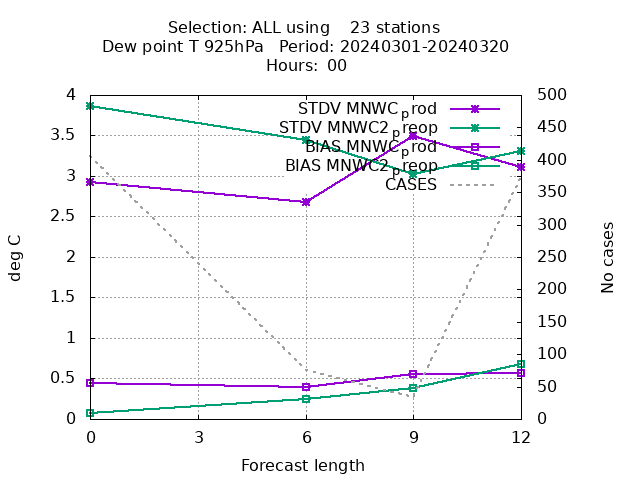 Selection: ALL using 23 stations
Dew point T 925hPa Period: 20240301-20240320
Hours: 00
STDV MNWC_prod
STDV MNWC2_preop
BIAS MNWC_prod
BIAS MNWC2_preop
CASES
deg C
No cases
4
3.5
3
2.5
2
1.5
1
0.5
0
500
450
400
350
300
250
200
150
100
50
0
0 3 6 9 12
Forecast length